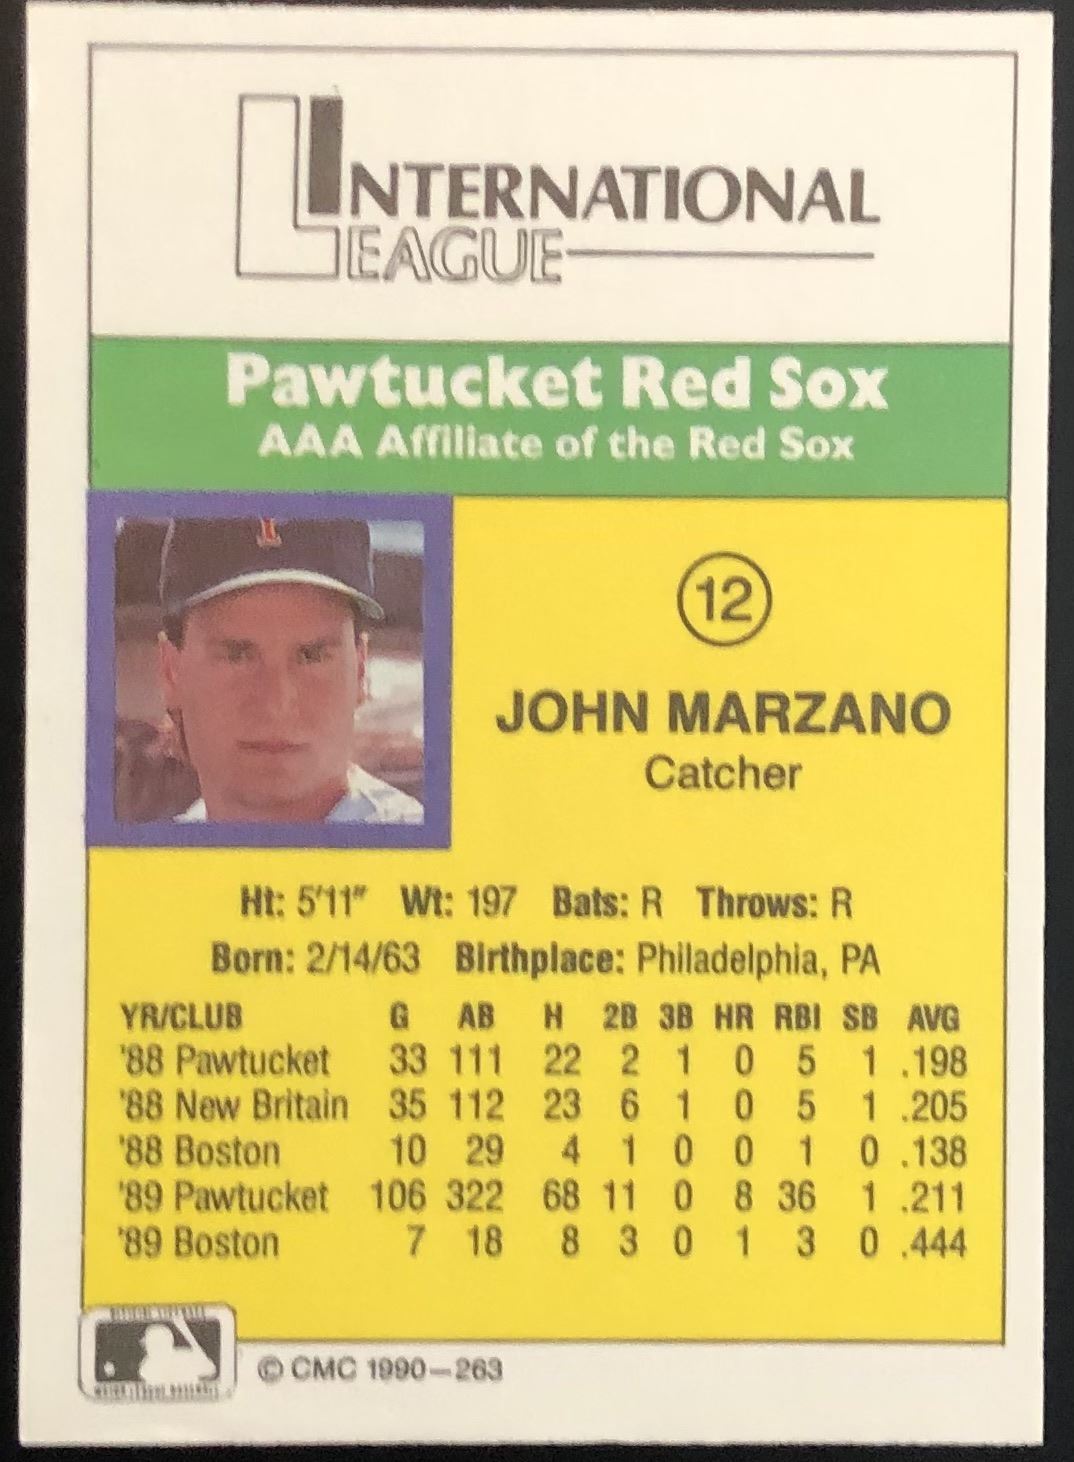 INTERNATIONAL
LEAGUE
Pawtucket Red Sox
AAA Affiliate of the Red Sox
12
JOHN MARZANO
Catcher
Ht: 5'11" Wt: 197 Bats: R Throws: R
Born: 2/14/63 Birthplace: Philadelphia, PA
YR/CLUB G AB H 2B 3B HR RBI SB AVG
'88 Pawtucket 33 111 22 2 1 0 5 1 .198
'88 New Britain 35 112 23 6 1 0 5 1 .205
'88 Boston 10 29 4 1 0 0 1 0 .138
'89 Pawtucket 106 322 68 11 0 8 36 1 .211
'89 Boston 7 18 8 3 0 1 3 0 .444
MAJOR LEAGUE BASEBALL
© CMC 1990-263